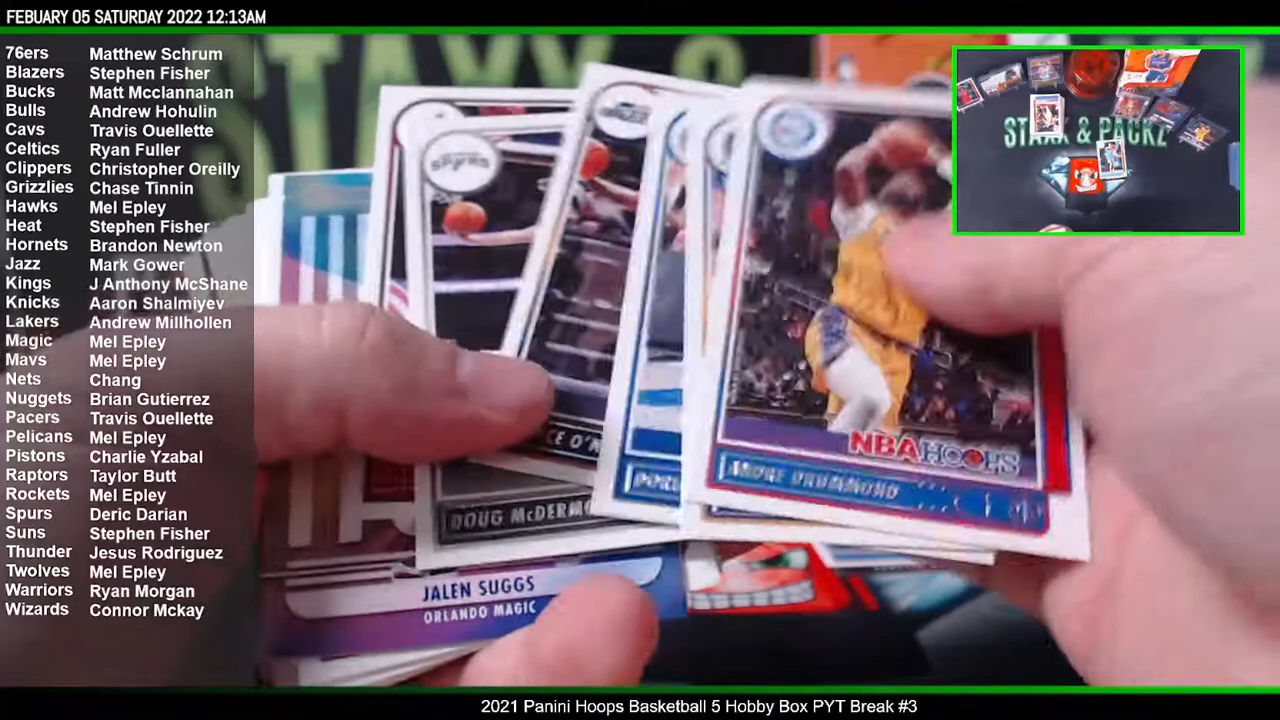 FEBUARY 05 SATURDAY 2022 12:13AM
76ers Matthew Schrum
Blazers Stephen Fisher
Bucks Matt Mcclannahan
Bulls Andrew Hohulin
Cavs Travis Ouellette
Celtics Ryan Fuller
Clippers Christopher Oreilly
Grizzlies Chase Tinnin
Hawks Mel Epley
Heat Stephen Fisher
Hornets Brandon Newton
Jazz Mark Gower
Kings J Anthony McShane
Knicks Aaron Shalmiyev
Lakers Andrew Millhollen
Magic Mel Epley
Mavs Mel Epley
Nets Chang
Nuggets Brian Gutierrez
Pacers Travis Ouellette
Pelicans Mel Epley
Pistons Charlie Yzabal
Raptors Taylor Butt
Rockets Mel Epley
Spurs Deric Darian
Suns Stephen Fisher
Thunder Jesus Rodriguez
Twolves Mel Epley
Warriors Ryan Morgan
Wizards Connor Mckay
STAXX & PACKZ
SPURS
NBA HOOPS
ANDRE DRUMMOND
DOUG McDERM
JALEN SUGGS
ORLANDO MAGIC
2021 Panini Hoops Basketball 5 Hobby Box PYT Break #3